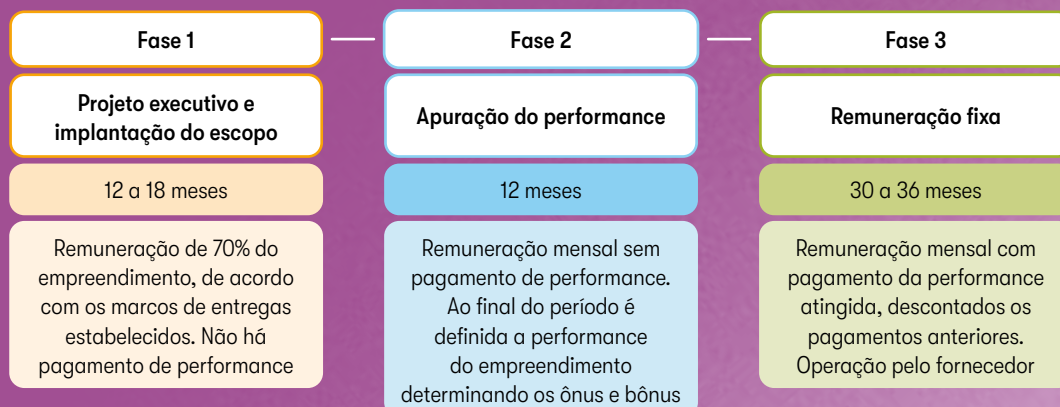 Fase 1
Projeto executivo e
implantação do escopo
12 a 18 meses
Remuneração de 70% do
empreendimento, de acordo
com os marcos de entregas
estabelecidos. Não há
pagamento de performance
Fase 2
Apuração do performance
12 meses
Remuneração mensal sem
pagamento de performance.
Ao final do período é
definida a performance
do empreendimento
determinando os ônus e bônus
Fase 3
Remuneração fixa
30 a 36 meses
Remuneração mensal com
pagamento da performance
atingida, descontados os
pagamentos anteriores.
Operação pelo fornecedor